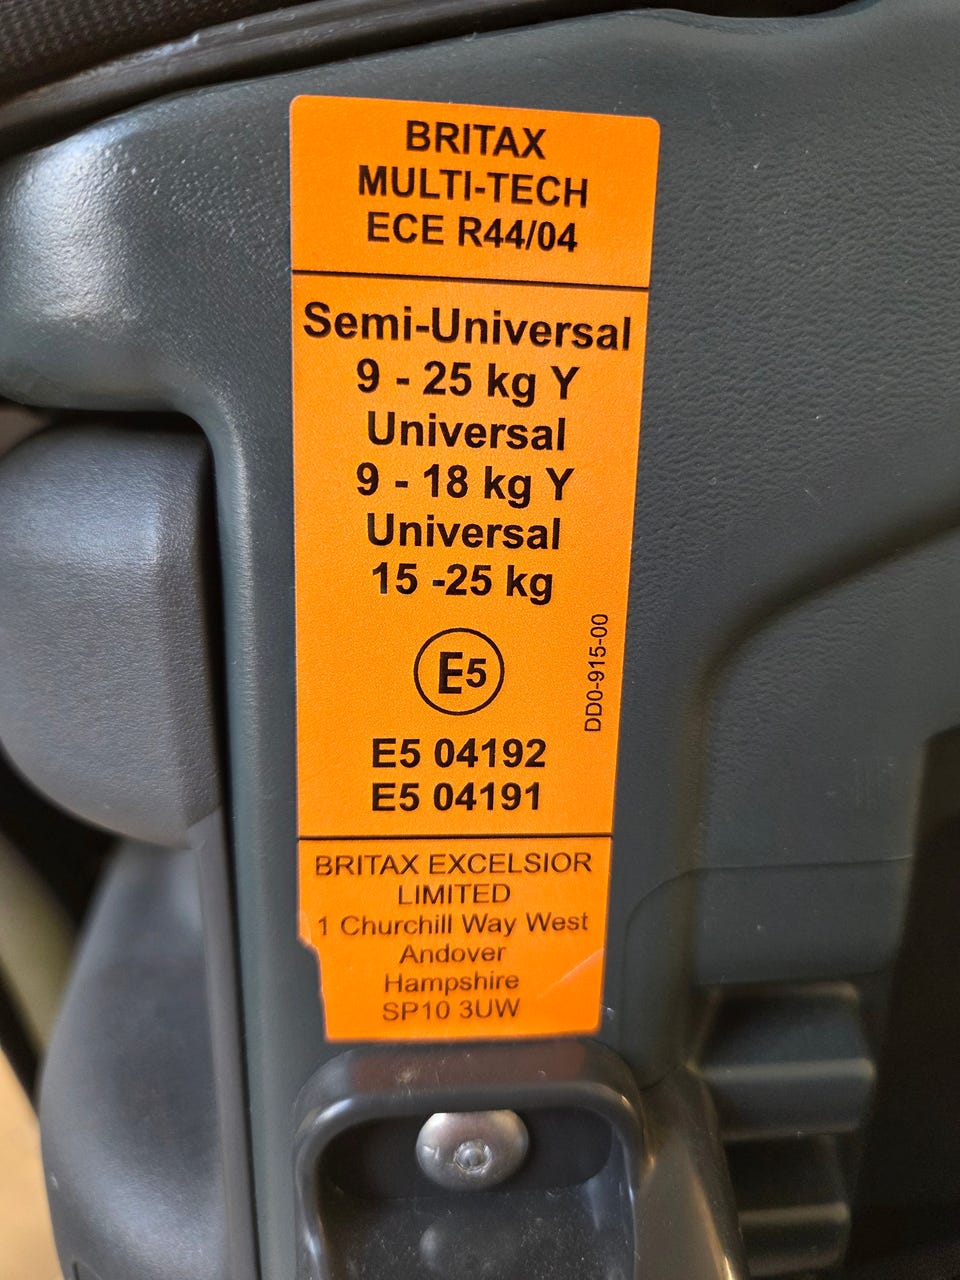 BRITAX
MULTI-TECH
ECE R44/04
Semi-Universal
9 - 25 kg Y
Universal
9 - 18 kg Y
Universal
15 -25 kg
E5
DD0-915-00
E5 04192
E5 04191
BRITAX EXCELSIOR
LIMITED
1 Churchill Way West
Andover
Hampshire
SP10 3UW